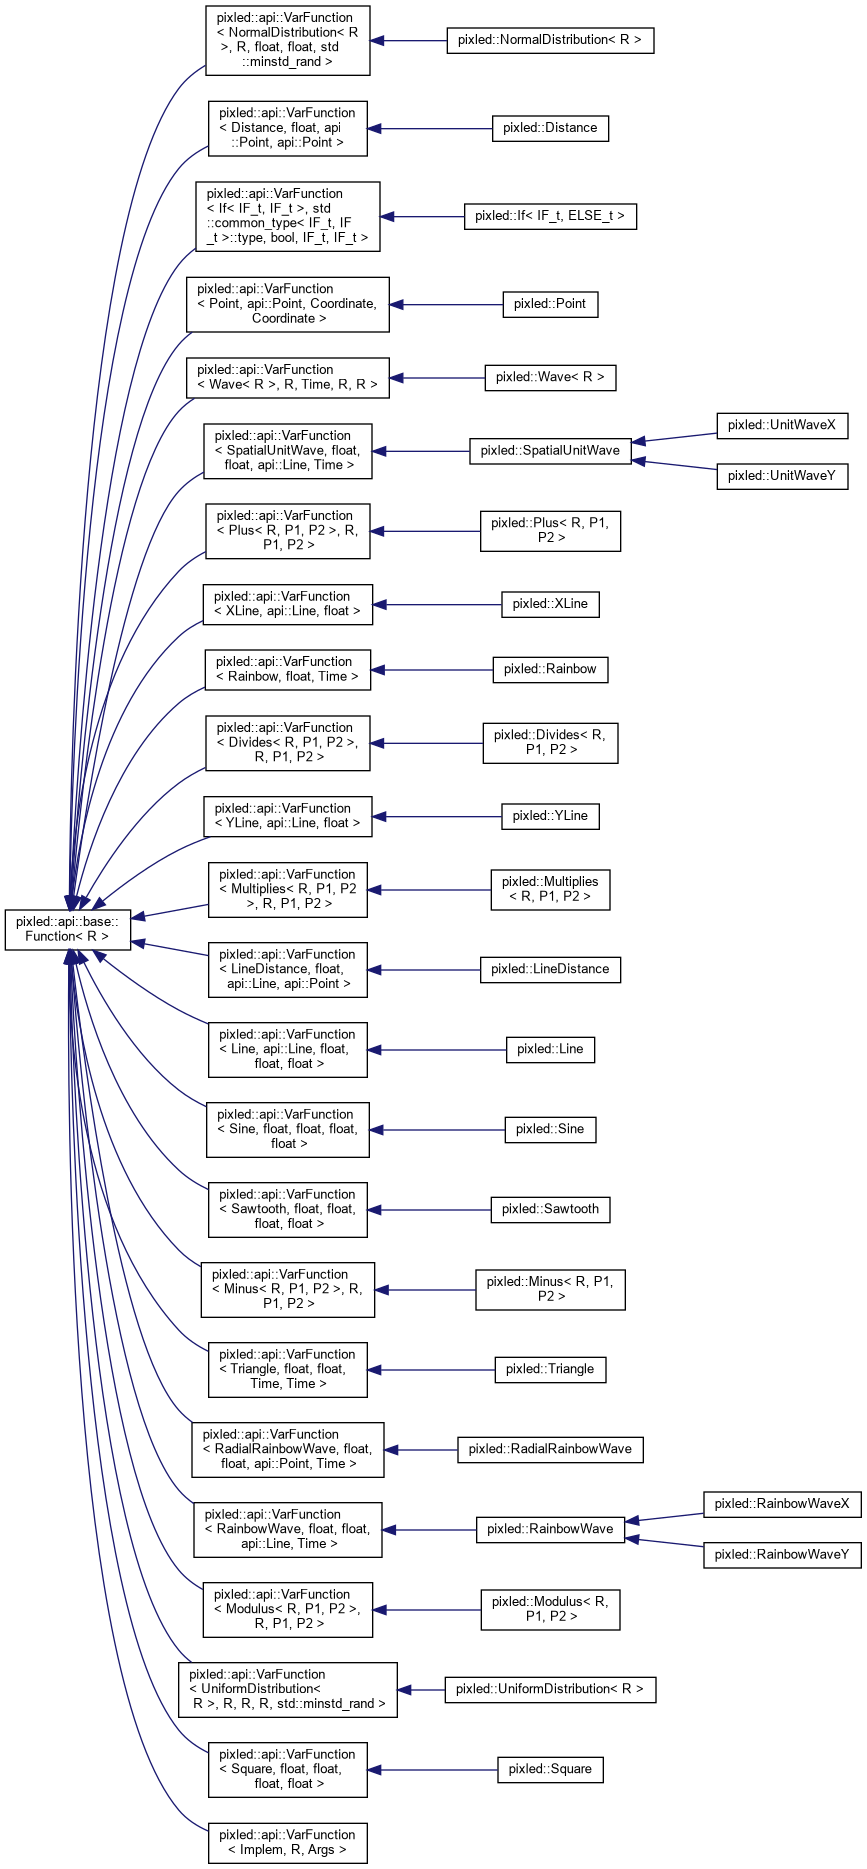 pixled::api::VarFunction
< NormalDistribution< R
>, R, float, float, std
::minstd_rand >
pixled::NormalDistribution< R >
pixled::api::VarFunction
< Distance, float, api
::Point, api::Point >
pixled::Distance
pixled::api::VarFunction
< If< IF_t, IF_t >, std
::common_type< IF_t, IF
_t >::type, bool, IF_t, IF_t >
pixled::If< IF_t, ELSE_t >
pixled::api::VarFunction
< Point, api::Point, Coordinate,
Coordinate >
pixled::Point
pixled::api::VarFunction
< Wave< R >, R, Time, R, R >
pixled::Wave< R >
pixled::api::VarFunction
< SpatialUnitWave, float,
float, api::Line, Time >
pixled::SpatialUnitWave
pixled::UnitWaveX
pixled::UnitWaveY
pixled::api::VarFunction
< Plus< R, P1, P2 >, R,
P1, P2 >
pixled::Plus< R, P1,
P2 >
pixled::api::VarFunction
< XLine, api::Line, float >
pixled::XLine
pixled::api::VarFunction
< Rainbow, float, Time >
pixled::Rainbow
pixled::api::VarFunction
< Divides< R, P1, P2 >,
R, P1, P2 >
pixled::Divides< R,
P1, P2 >
pixled::api::VarFunction
< YLine, api::Line, float >
pixled::YLine
pixled::api::VarFunction
< Multiplies< R, P1, P2
>, R, P1, P2 >
pixled::Multiplies
< R, P1, P2 >
pixled::api::base::
Function< R >
pixled::api::VarFunction
< LineDistance, float,
api::Line, api::Point >
pixled::LineDistance
pixled::api::VarFunction
< Line, api::Line, float,
float, float >
pixled::Line
pixled::api::VarFunction
< Sine, float, float, float,
float >
pixled::Sine
pixled::api::VarFunction
< Sawtooth, float, float,
float, float >
pixled::Sawtooth
pixled::api::VarFunction
< Minus< R, P1, P2 >, R,
P1, P2 >
pixled::Minus< R, P1,
P2 >
pixled::api::VarFunction
< Triangle, float, float,
Time, Time >
pixled::Triangle
pixled::api::VarFunction
< RadialRainbowWave, float,
float, api::Point, Time >
pixled::RadialRainbowWave
pixled::api::VarFunction
< RainbowWave, float, float,
api::Line, Time >
pixled::RainbowWave
pixled::RainbowWaveX
pixled::RainbowWaveY
pixled::api::VarFunction
< Modulus< R, P1, P2 >,
R, P1, P2 >
pixled::Modulus< R,
P1, P2 >
pixled::api::VarFunction
< UniformDistribution<
R >, R, R, R, std::minstd_rand >
pixled::UniformDistribution< R >
pixled::api::VarFunction
< Square, float, float,
float, float >
pixled::Square
pixled::api::VarFunction
< Implem, R, Args >